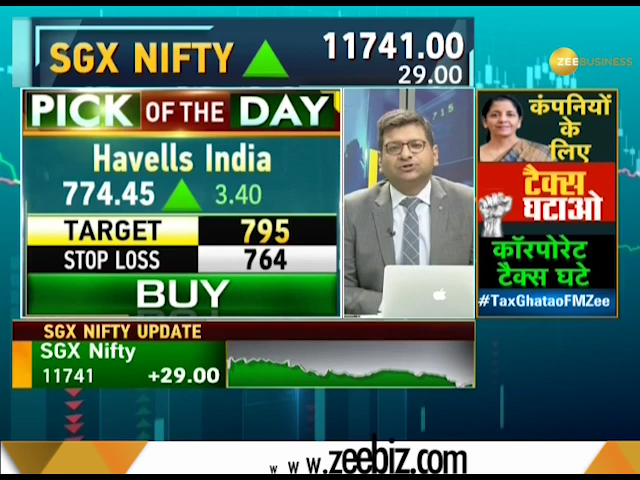 SGX NIFTY
11741.00
29.00
ZEE BUSINESS
PICK OF THE DAY
Havells India
774.45 3.40
TARGET 795
STOP LOSS 764
BUY
कंपनियों
के
लिए
टैक्स
घटाओ
कॉरपोरेट
टैक्स घटे
#TaxGhataoFMZee
SGX NIFTY UPDATE
SGX Nifty
11741 +29.00
www.zeebiz.com